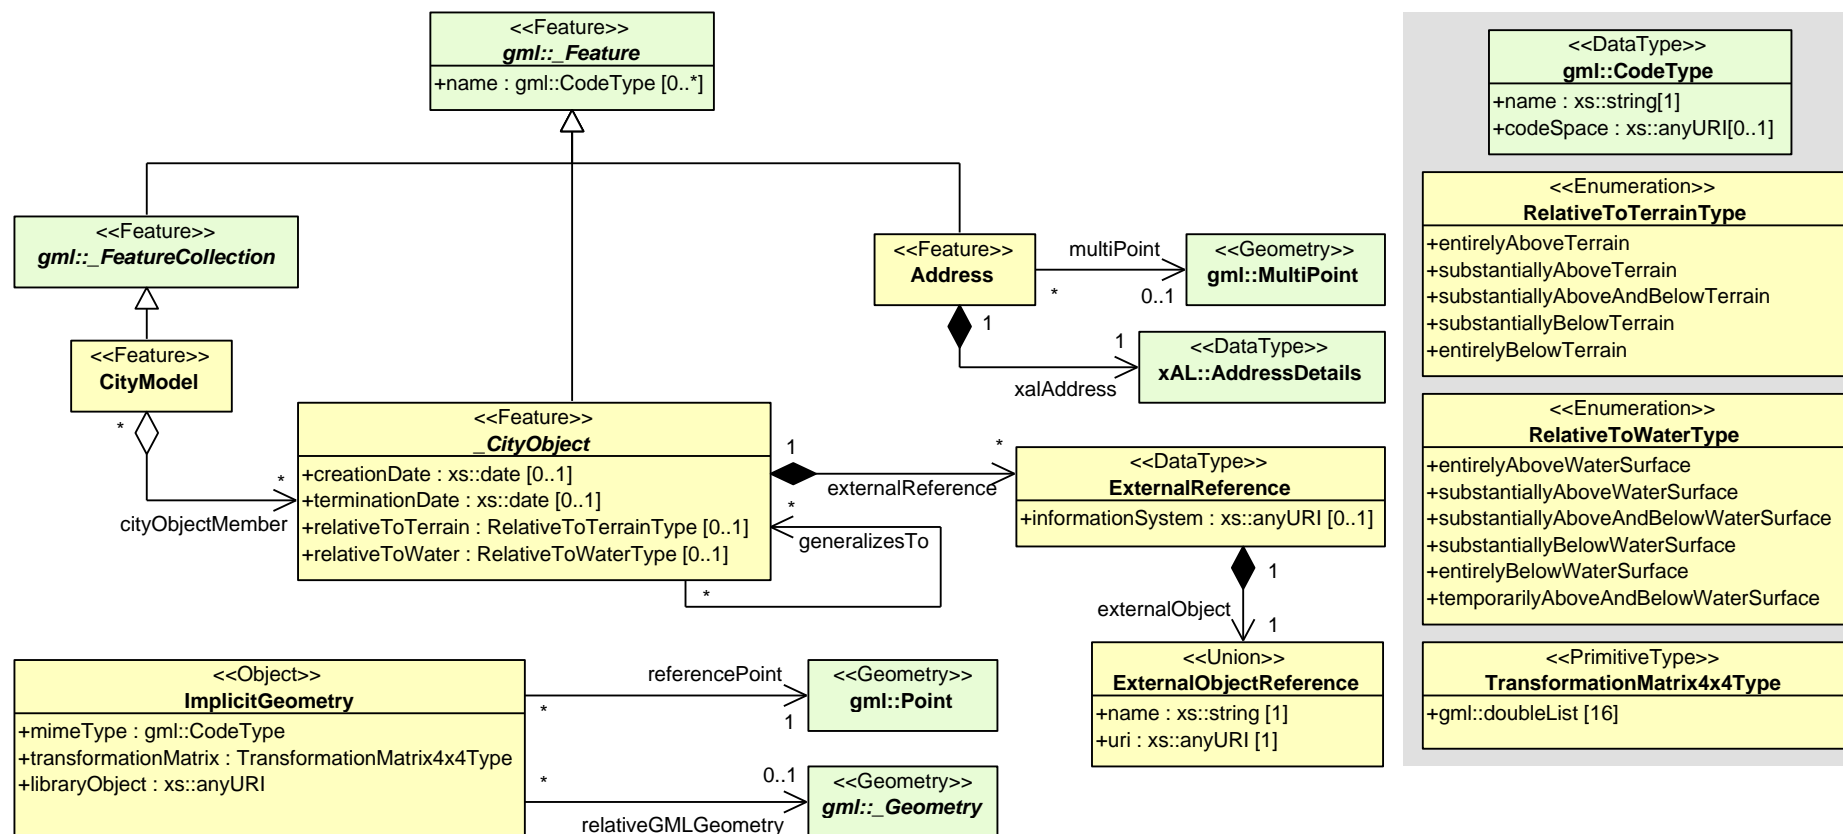 <<Feature>>
gml::_Feature
+name : gml::CodeType [0..*]
<<DataType>>
gml::CodeType
+name : xs::string[1]
+codeSpace : xs::anyURI[0..1]
<<Enumeration>>
RelativeToTerrainType
+entirelyAboveTerrain
+substantiallyAboveTerrain
+substantiallyAboveAndBelowTerrain
+substantiallyBelowTerrain
+entirelyBelowTerrain
<<Feature>>
gml::_FeatureCollection
<<Feature>>
Address
multiPoint
*
0..1
<<Geometry>>
gml::MultiPoint
1
1
xalAddress
<<DataType>>
xAL::AddressDetails
<<Feature>>
CityModel
*
*
cityObjectMember
<<Feature>>
_CityObject
+creationDate : xs::date [0..1]
+terminationDate : xs::date [0..1]
+relativeToTerrain : RelativeToTerrainType [0..1]
+relativeToWater : RelativeToWaterType [0..1]
1
*
externalReference
*
generalizesTo
*
<<DataType>>
ExternalReference
+informationSystem : xs::anyURI [0..1]
1
externalObject
1
<<Union>>
ExternalObjectReference
+name : xs::string [1]
+uri : xs::anyURI [1]
<<Enumeration>>
RelativeToWaterType
+entirelyAboveWaterSurface
+substantiallyAboveWaterSurface
+substantiallyAboveAndBelowWaterSurface
+substantiallyBelowWaterSurface
+entirelyBelowWaterSurface
+temporarilyAboveAndBelowWaterSurface
<<PrimitiveType>>
TransformationMatrix4x4Type
+gml::doubleList [16]
<<Object>>
ImplicitGeometry
+mimeType : gml::CodeType
+transformationMatrix : TransformationMatrix4x4Type
+libraryObject : xs::anyURI
referencePoint
*
1
<<Geometry>>
gml::Point
*
0..1
relativeGMLGeometry
<<Geometry>>
gml::_Geometry